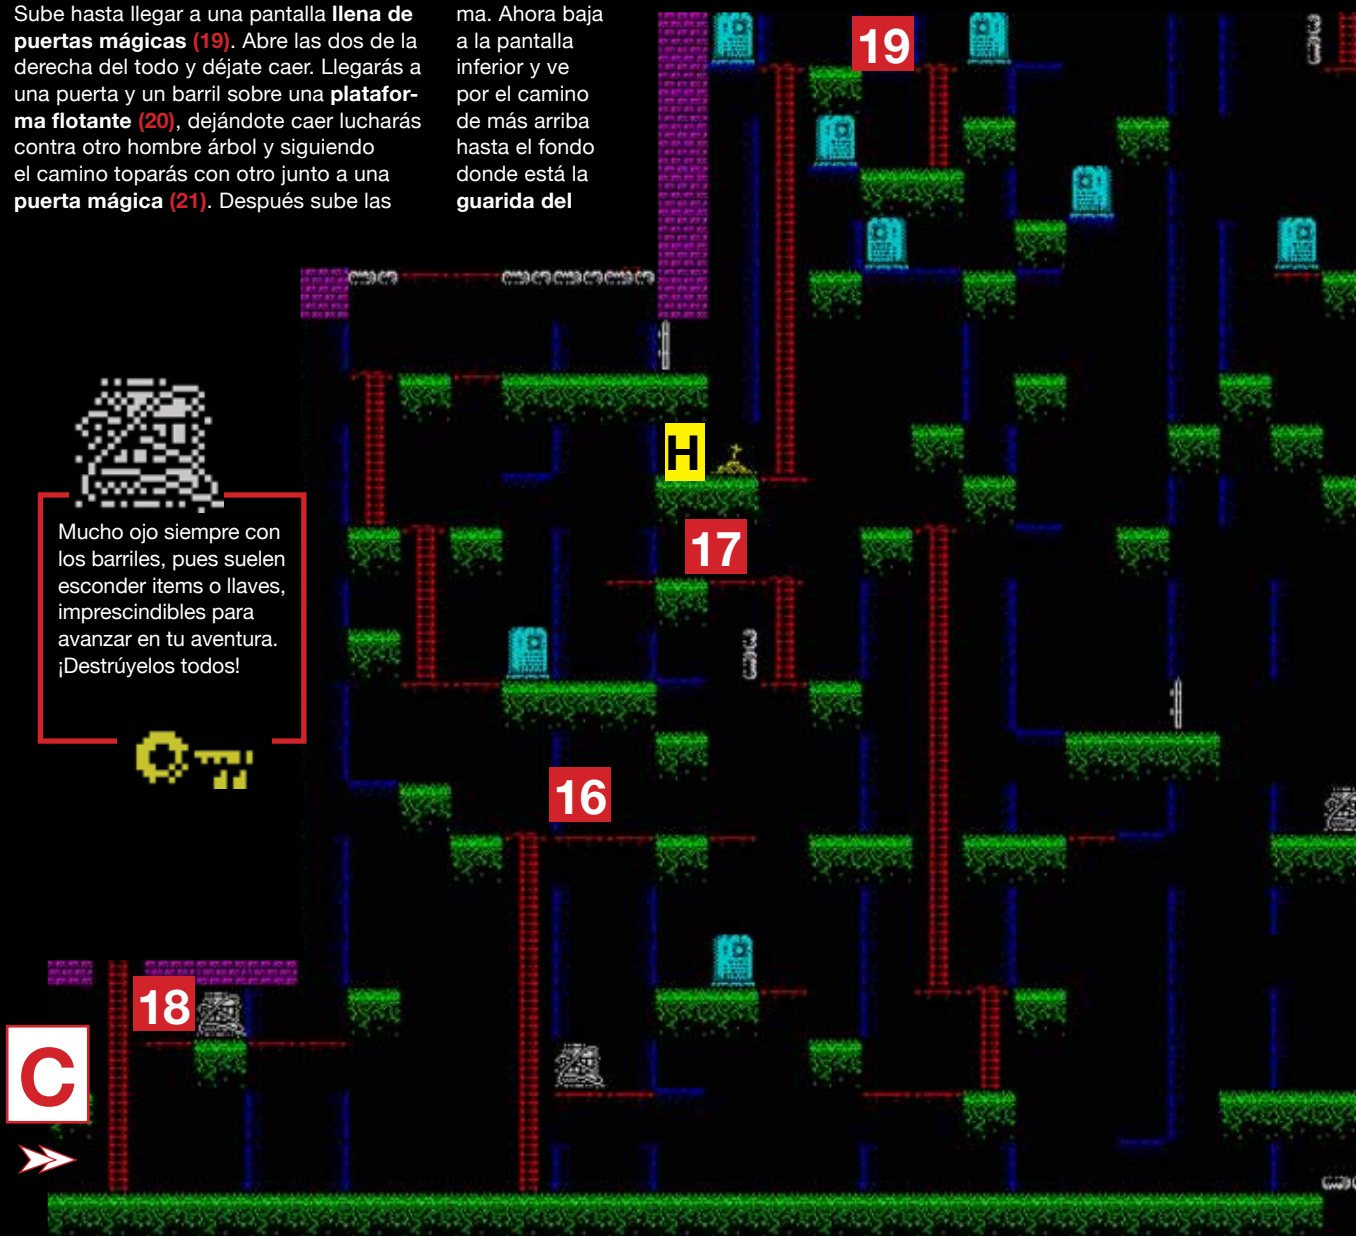 Sube hasta llegar a una pantalla llena de
puertas mágicas (19). Abre las dos de la
derecha del todo y déjate caer. Llegarás a
una puerta y un barril sobre una platafor-
ma flotante (20), dejándote caer lucharás
contra otro hombre árbol y siguiendo
el camino toparás con otro junto a una
puerta mágica (21). Después sube las
ma. Ahora baja
a la pantalla
inferior y ve
por el camino
de más arriba
hasta el fondo
donde está la
guarida del
19
H
17
Mucho ojo siempre con
los barriles, pues suelen
esconder items o llaves,
imprescindibles para
avanzar en tu aventura.
¡Destrúyelos todos!
16
18
C